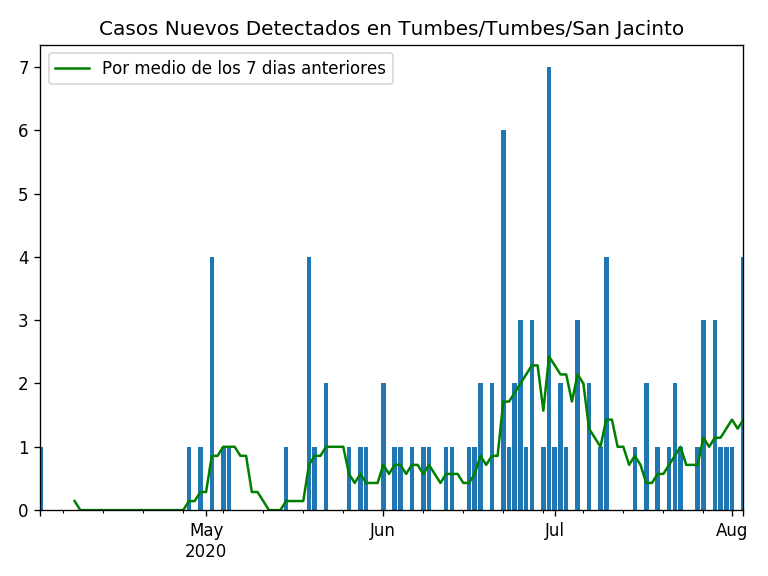 Casos Nuevos Detectados en Tumbes/Tumbes/San Jacinto
Por medio de los 7 dias anteriores
7
6
5
4
3
2
1
0
May
2020
Jun
Jul
Aug